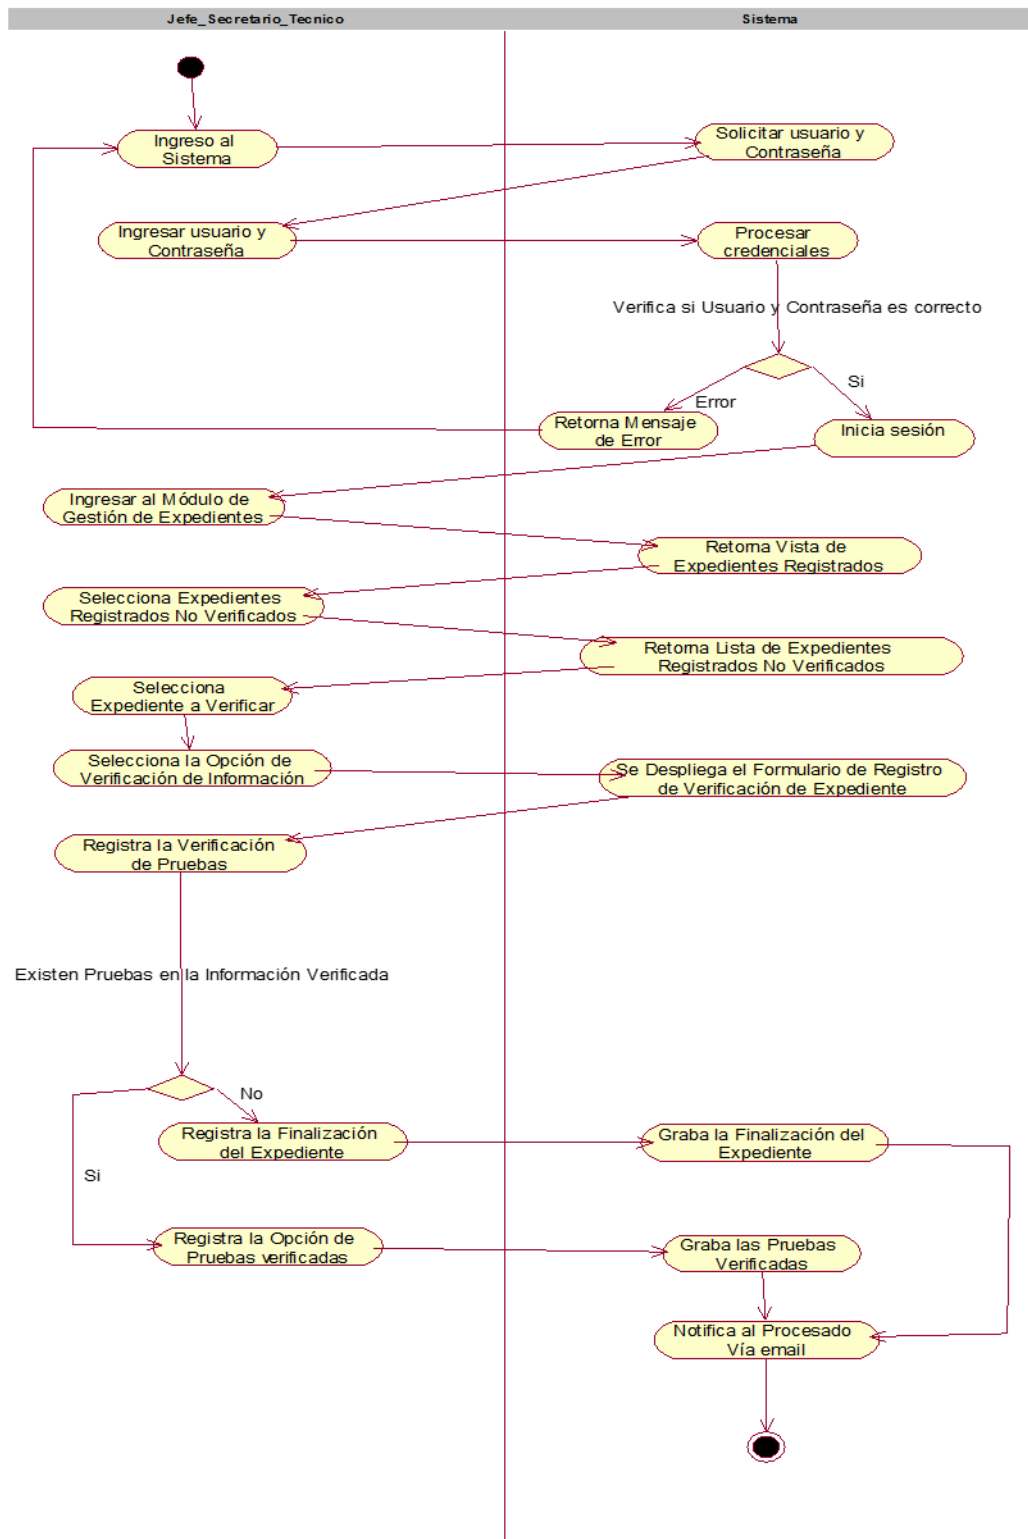 Jefe_Secretario_Tecnico
Sistema
Ingreso al
Sistema
Solicitar usuario y
Contraseña
Ingresar usuario y
Contraseña
Procesar
credenciales
Verifica si Usuario y Contraseña es correcto
Error
Si
Retorna Mensaje
de Error
Inicia sesión
Ingresar al Módulo de
Gestión de Expedientes
Retorna Vista de
Expedientes Registrados
Selecciona Expedientes
Registrados No Verificados
Retorna Lista de Expedientes
Registrados No Verificados
Selecciona
Expediente a Verificar
Selecciona la Opción de
Verificación de Información
Se Despliega el Formulario de Registro
de Verificación de Expediente
Registra la Verificación
de Pruebas
Existen Pruebas en la Información Verificada
No
Si
Registra la Finalización
del Expediente
Graba la Finalización del
Expediente
Registra la Opción de
Pruebas verificadas
Graba las Pruebas
Verificadas
Notifica al Procesado
Vía email